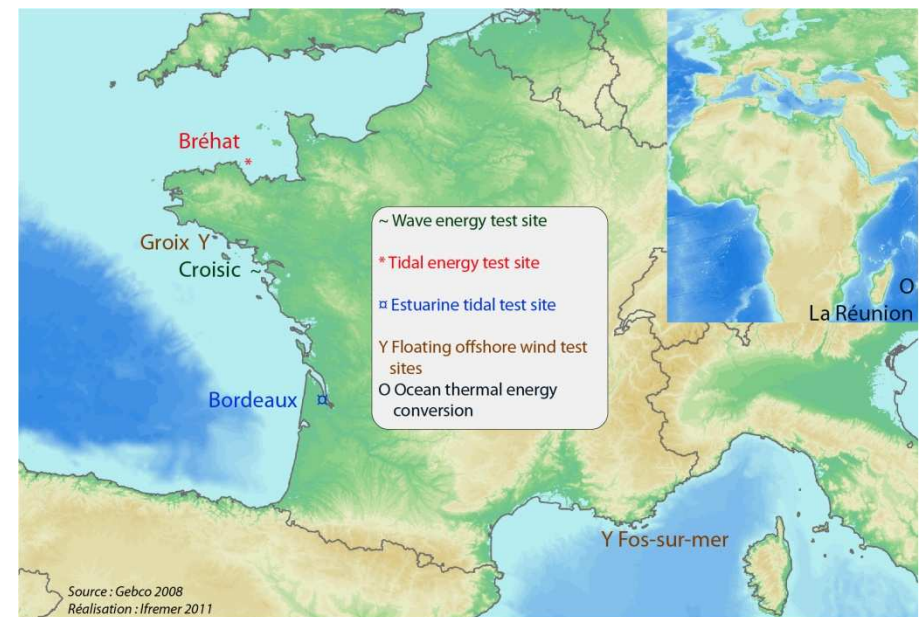 Bréhat
*
Groix Y
Croisic ~
Bordeaux ¤
~ Wave energy test site
* Tidal energy test site
¤ Estuarine tidal test site
Y Floating offshore wind test
sites
O Ocean thermal energy
conversion
O
La Réunion
Y Fos-sur-mer
Source : Gebco 2008
Réalisation : Ifremer 2011